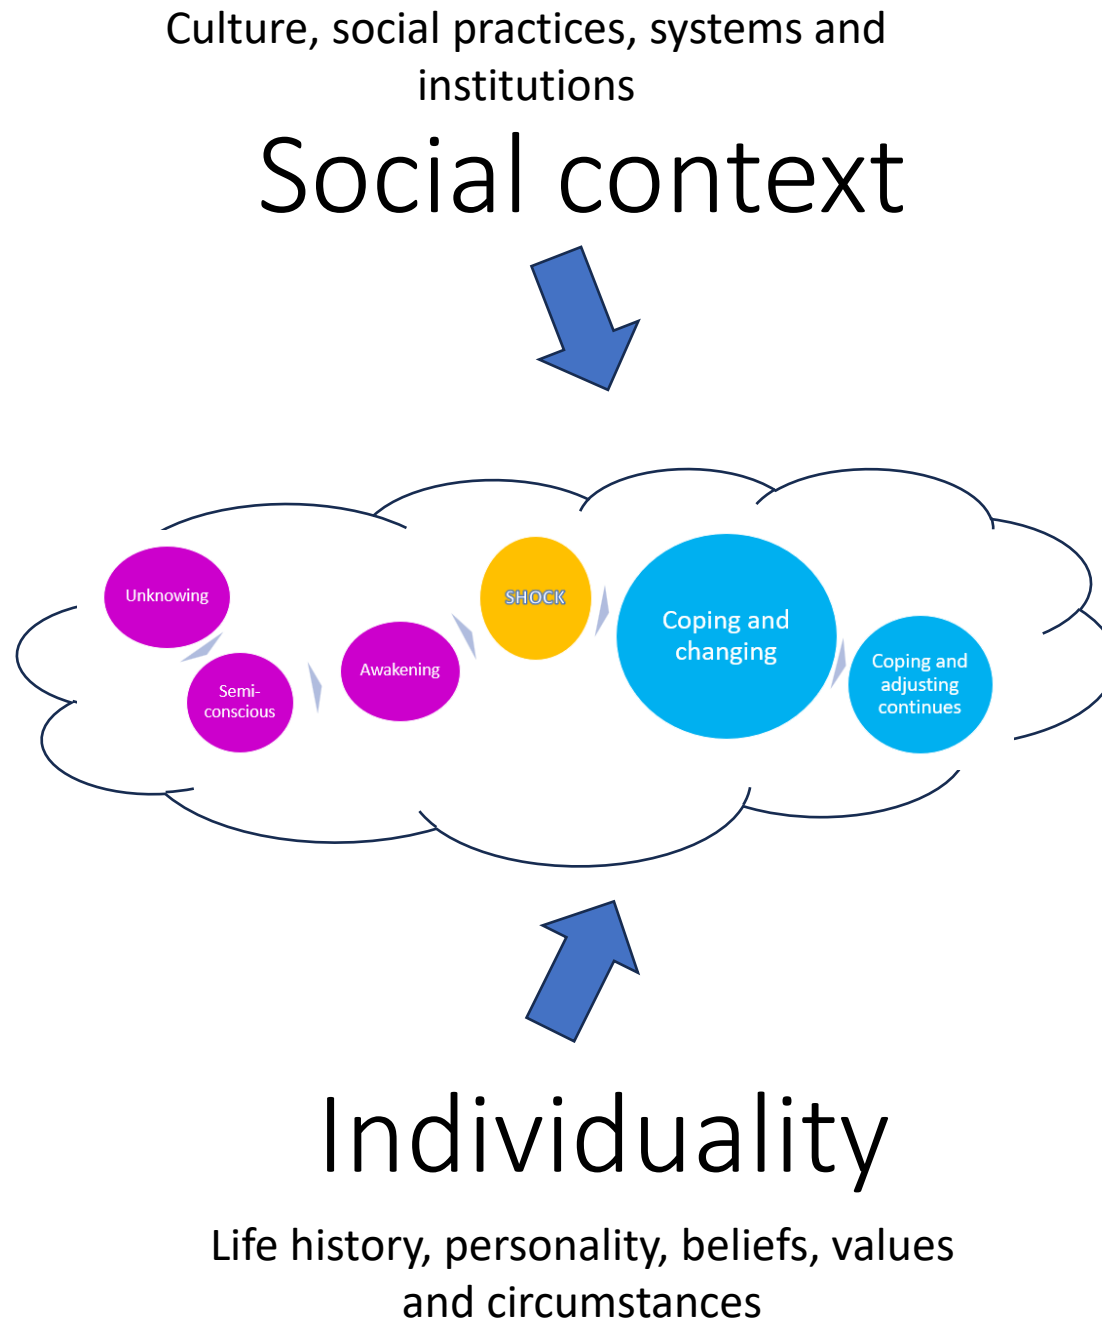 Culture, social practices, systems and
institutions
Social context
Unknowing
Semi-
conscious
Awakening
SHOCK
Coping and
changing
Coping and
adjusting
continues
Individuality
Life history, personality, beliefs, values
and circumstances